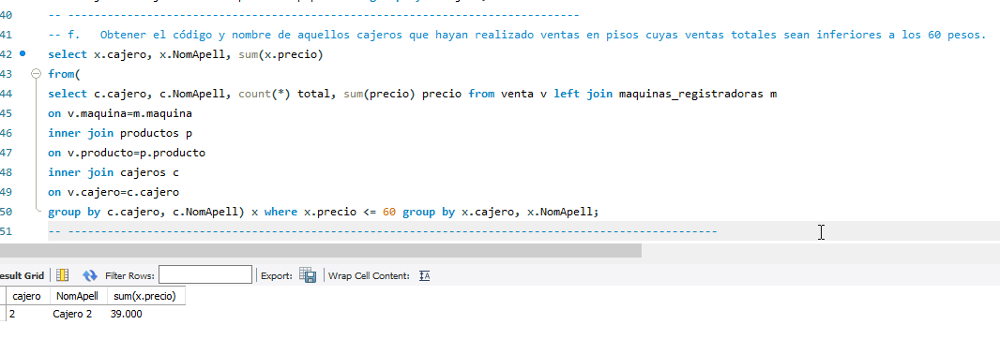 40 -- ------------------------------------------------------------------------------
41 -- f. Obtener el código y nombre de aquellos cajeros que hayan realizado ventas en pisos cuyas ventas totales sean inferiores a los 60 pesos.
42 select x.cajero, x.NomApell, sum(x.precio)
43 from(
44 select c.cajero, c.NomApell, count(*) total, sum(precio) precio from venta v left join maquinas_registradoras m
45 on v.maquina=m.maquina
46 inner join productos p
47 on v.producto=p.producto
48 inner join cajeros c
49 on v.cajero=c.cajero
50 group by c.cajero, c.NomApell) x where x.precio <= 60 group by x.cajero, x.NomApell;
51 -- ---------------------------------------------------------------------------------------------------
esult Grid Filter Rows: Export: Wrap Cell Content: IA
cajero NomApell sum(x.precio)
2 Cajero 2 39.000